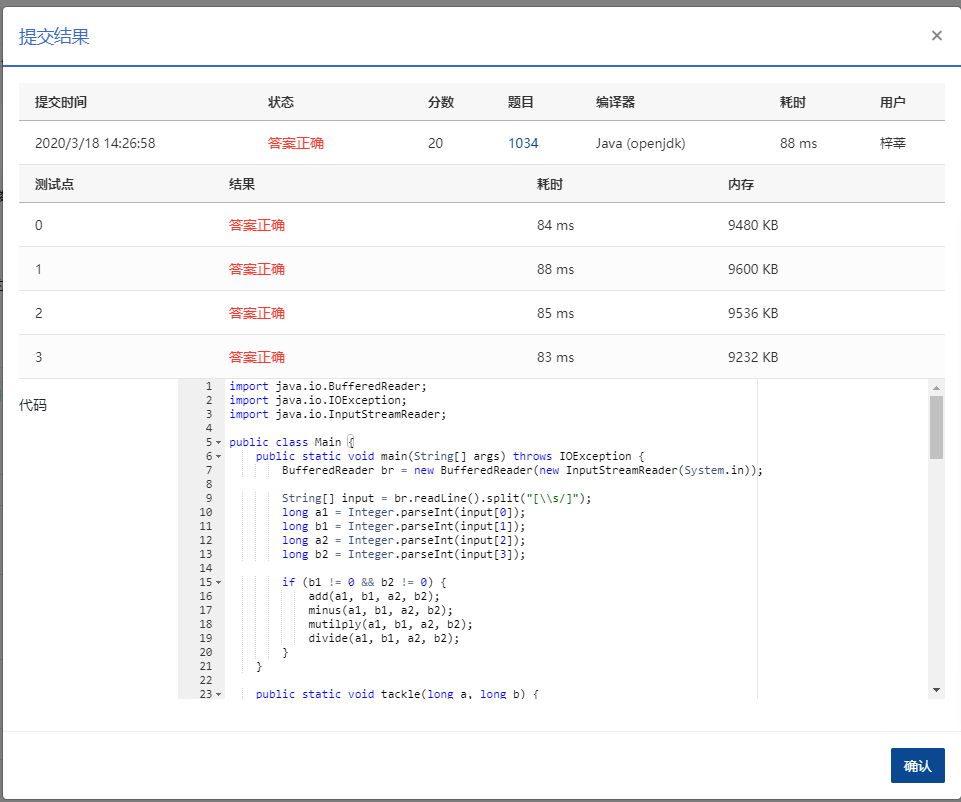 提交结果
×
提交时间 状态 分数 题目 编译器 耗时 用户
2020/3/18 14:26:58 答案正确 20 1034 Java (openjdk) 88 ms 梓莘
测试点 结果 耗时 内存
0 答案正确 84 ms 9480 KB
1 答案正确 88 ms 9600 KB
2 答案正确 85 ms 9536 KB
3 答案正确 83 ms 9232 KB
代码
1 import java.io.BufferedReader;
2 import java.io.IOException;
3 import java.io.InputStreamReader;
4
5 public class Main {
6 public static void main(String[] args) throws IOException {
7 BufferedReader br = new BufferedReader(new InputStreamReader(System.in));
8
9 String[] input = br.readLine().split("[\\s/]");
10 long a1 = Integer.parseInt(input[0]);
11 long b1 = Integer.parseInt(input[1]);
12 long a2 = Integer.parseInt(input[2]);
13 long b2 = Integer.parseInt(input[3]);
14
15 if (b1 != 0 && b2 != 0) {
16 add(a1, b1, a2, b2);
17 minus(a1, b1, a2, b2);
18 mutilply(a1, b1, a2, b2);
19 divide(a1, b1, a2, b2);
20 }
21 }
22
23 public static void tackle(long a, long b) {
确认